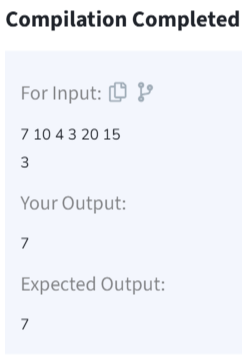 Compilation Completed
For Input:
7 10 4 3 20 15
3
Your Output:
7
Expected Output:
7